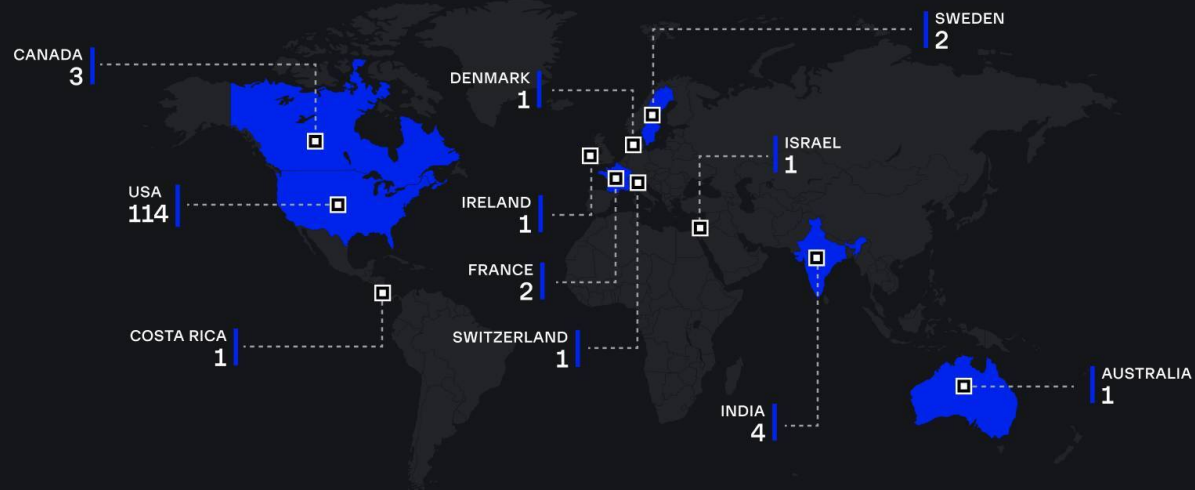 SWEDEN
2
CANADA
3
DENMARK
1
ISRAEL
1
USA
114
IRELAND
1
FRANCE
2
COSTA RICA
1
SWITZERLAND
1
AUSTRALIA
1
INDIA
4